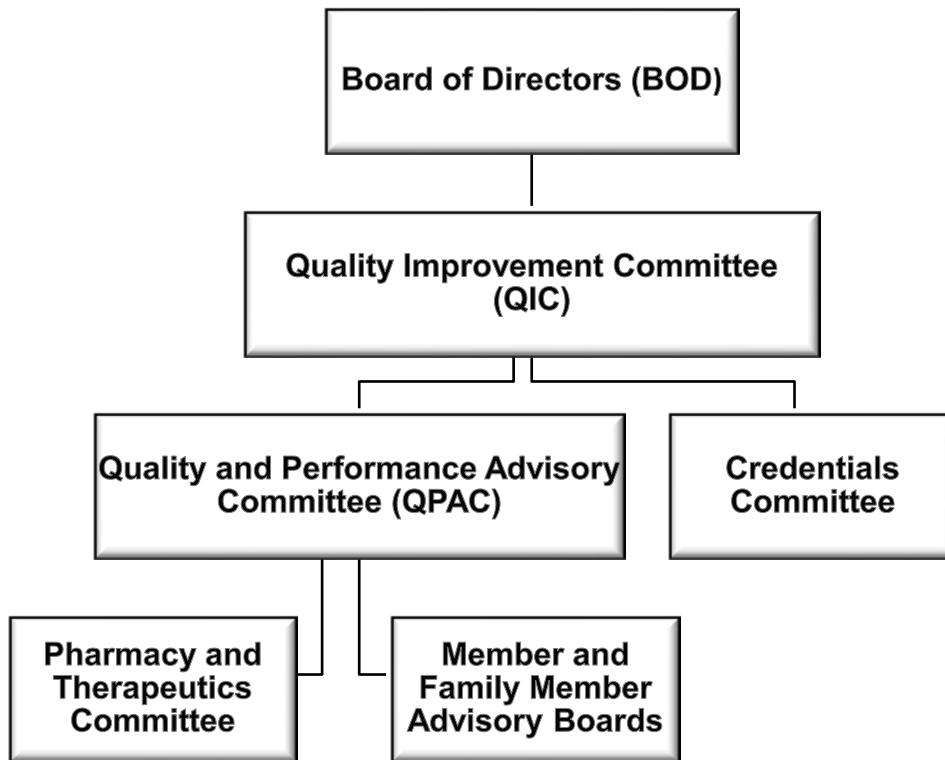 Board of Directors (BOD)
Quality Improvement Committee
(QIC)
Quality and Performance Advisory
Committee (QPAC)
Credentials
Committee
Pharmacy and
Therapeutics
Committee
Member and
Family Member
Advisory Boards